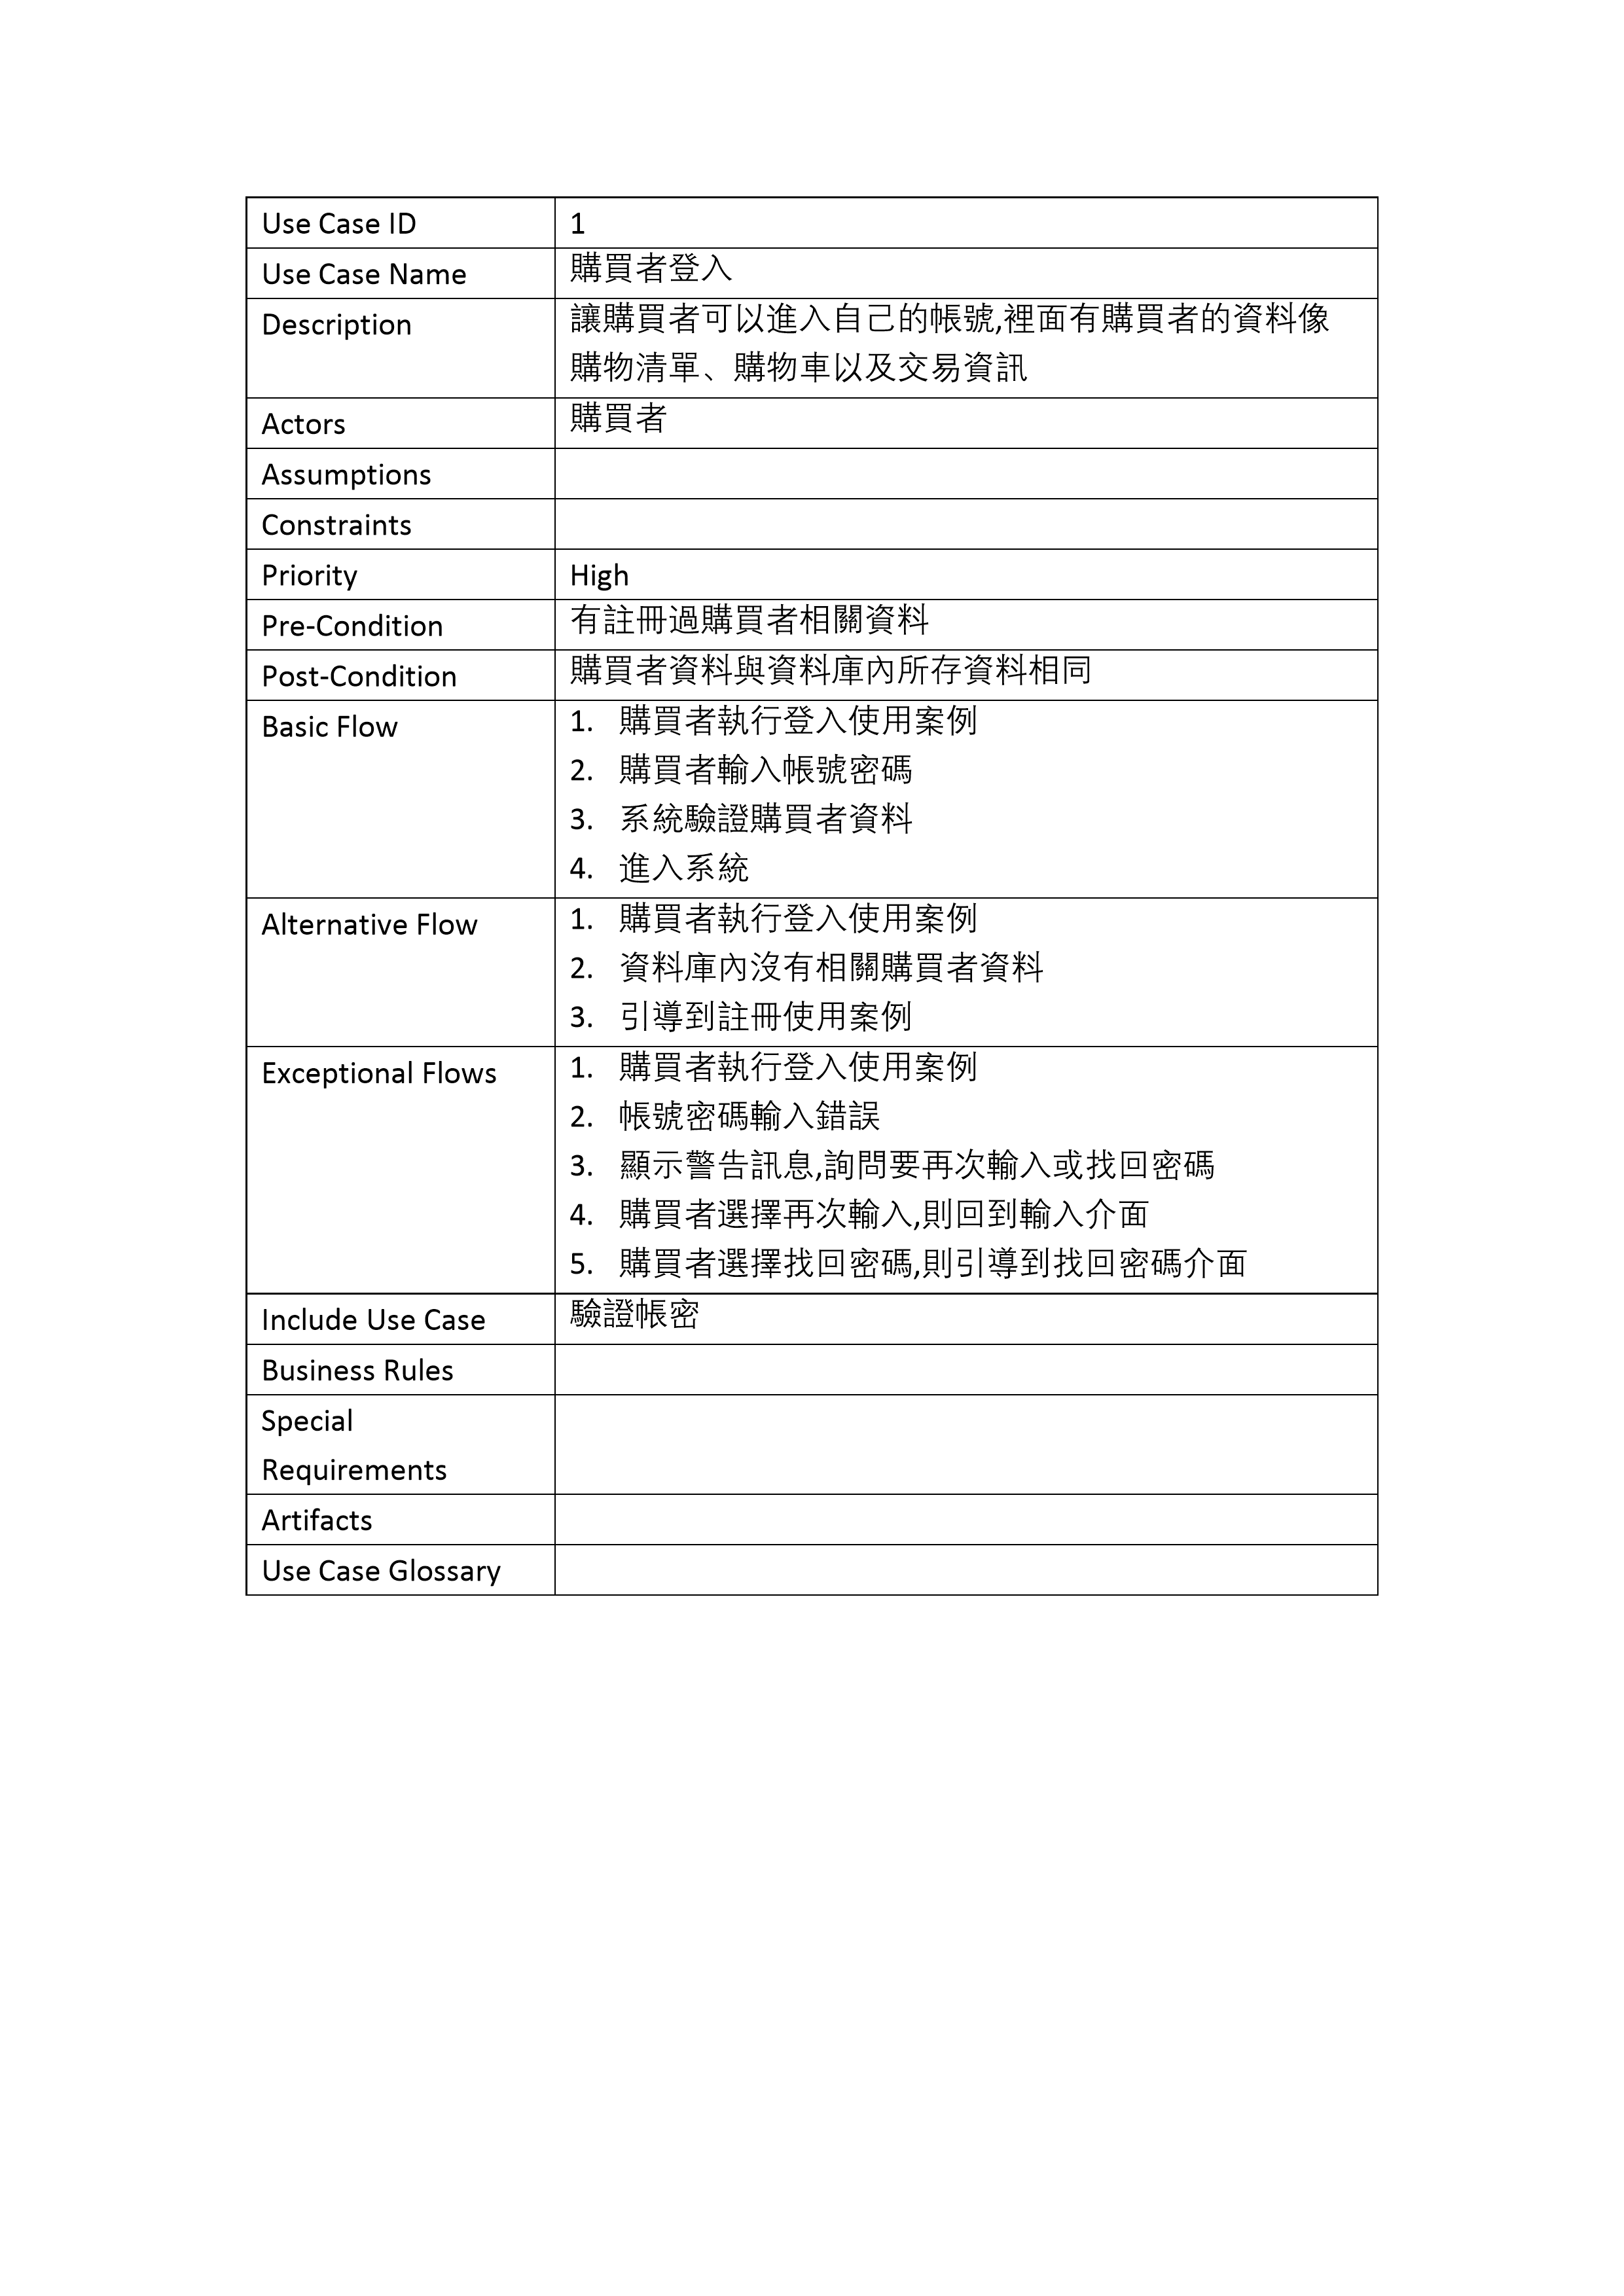 Use Case ID 1
Use Case Name 購買者登入
Description 讓購買者可以進入自己的帳號,裡面有購買者的資料像
購物清單、購物車以及交易資訊
Actors 購買者
Assumptions
Constraints
Priority High
Pre-Condition 有註冊過購買者相關資料
Post-Condition 購買者資料與資料庫內所存資料相同
Basic Flow 1. 購買者執行登入使用案例
2. 購買者輸入帳號密碼
3. 系統驗證購買者資料
4. 進入系統
Alternative Flow 1. 購買者執行登入使用案例
2. 資料庫內沒有相關購買者資料
3. 引導到註冊使用案例
Exceptional Flows 1. 購買者執行登入使用案例
2. 帳號密碼輸入錯誤
3. 顯示警告訊息,詢問要再次輸入或找回密碼
4. 購買者選擇再次輸入,則回到輸入介面
5. 購買者選擇找回密碼,則引導到找回密碼介面
Include Use Case 驗證帳密
Business Rules
Special
Requirements
Artifacts
Use Case Glossary